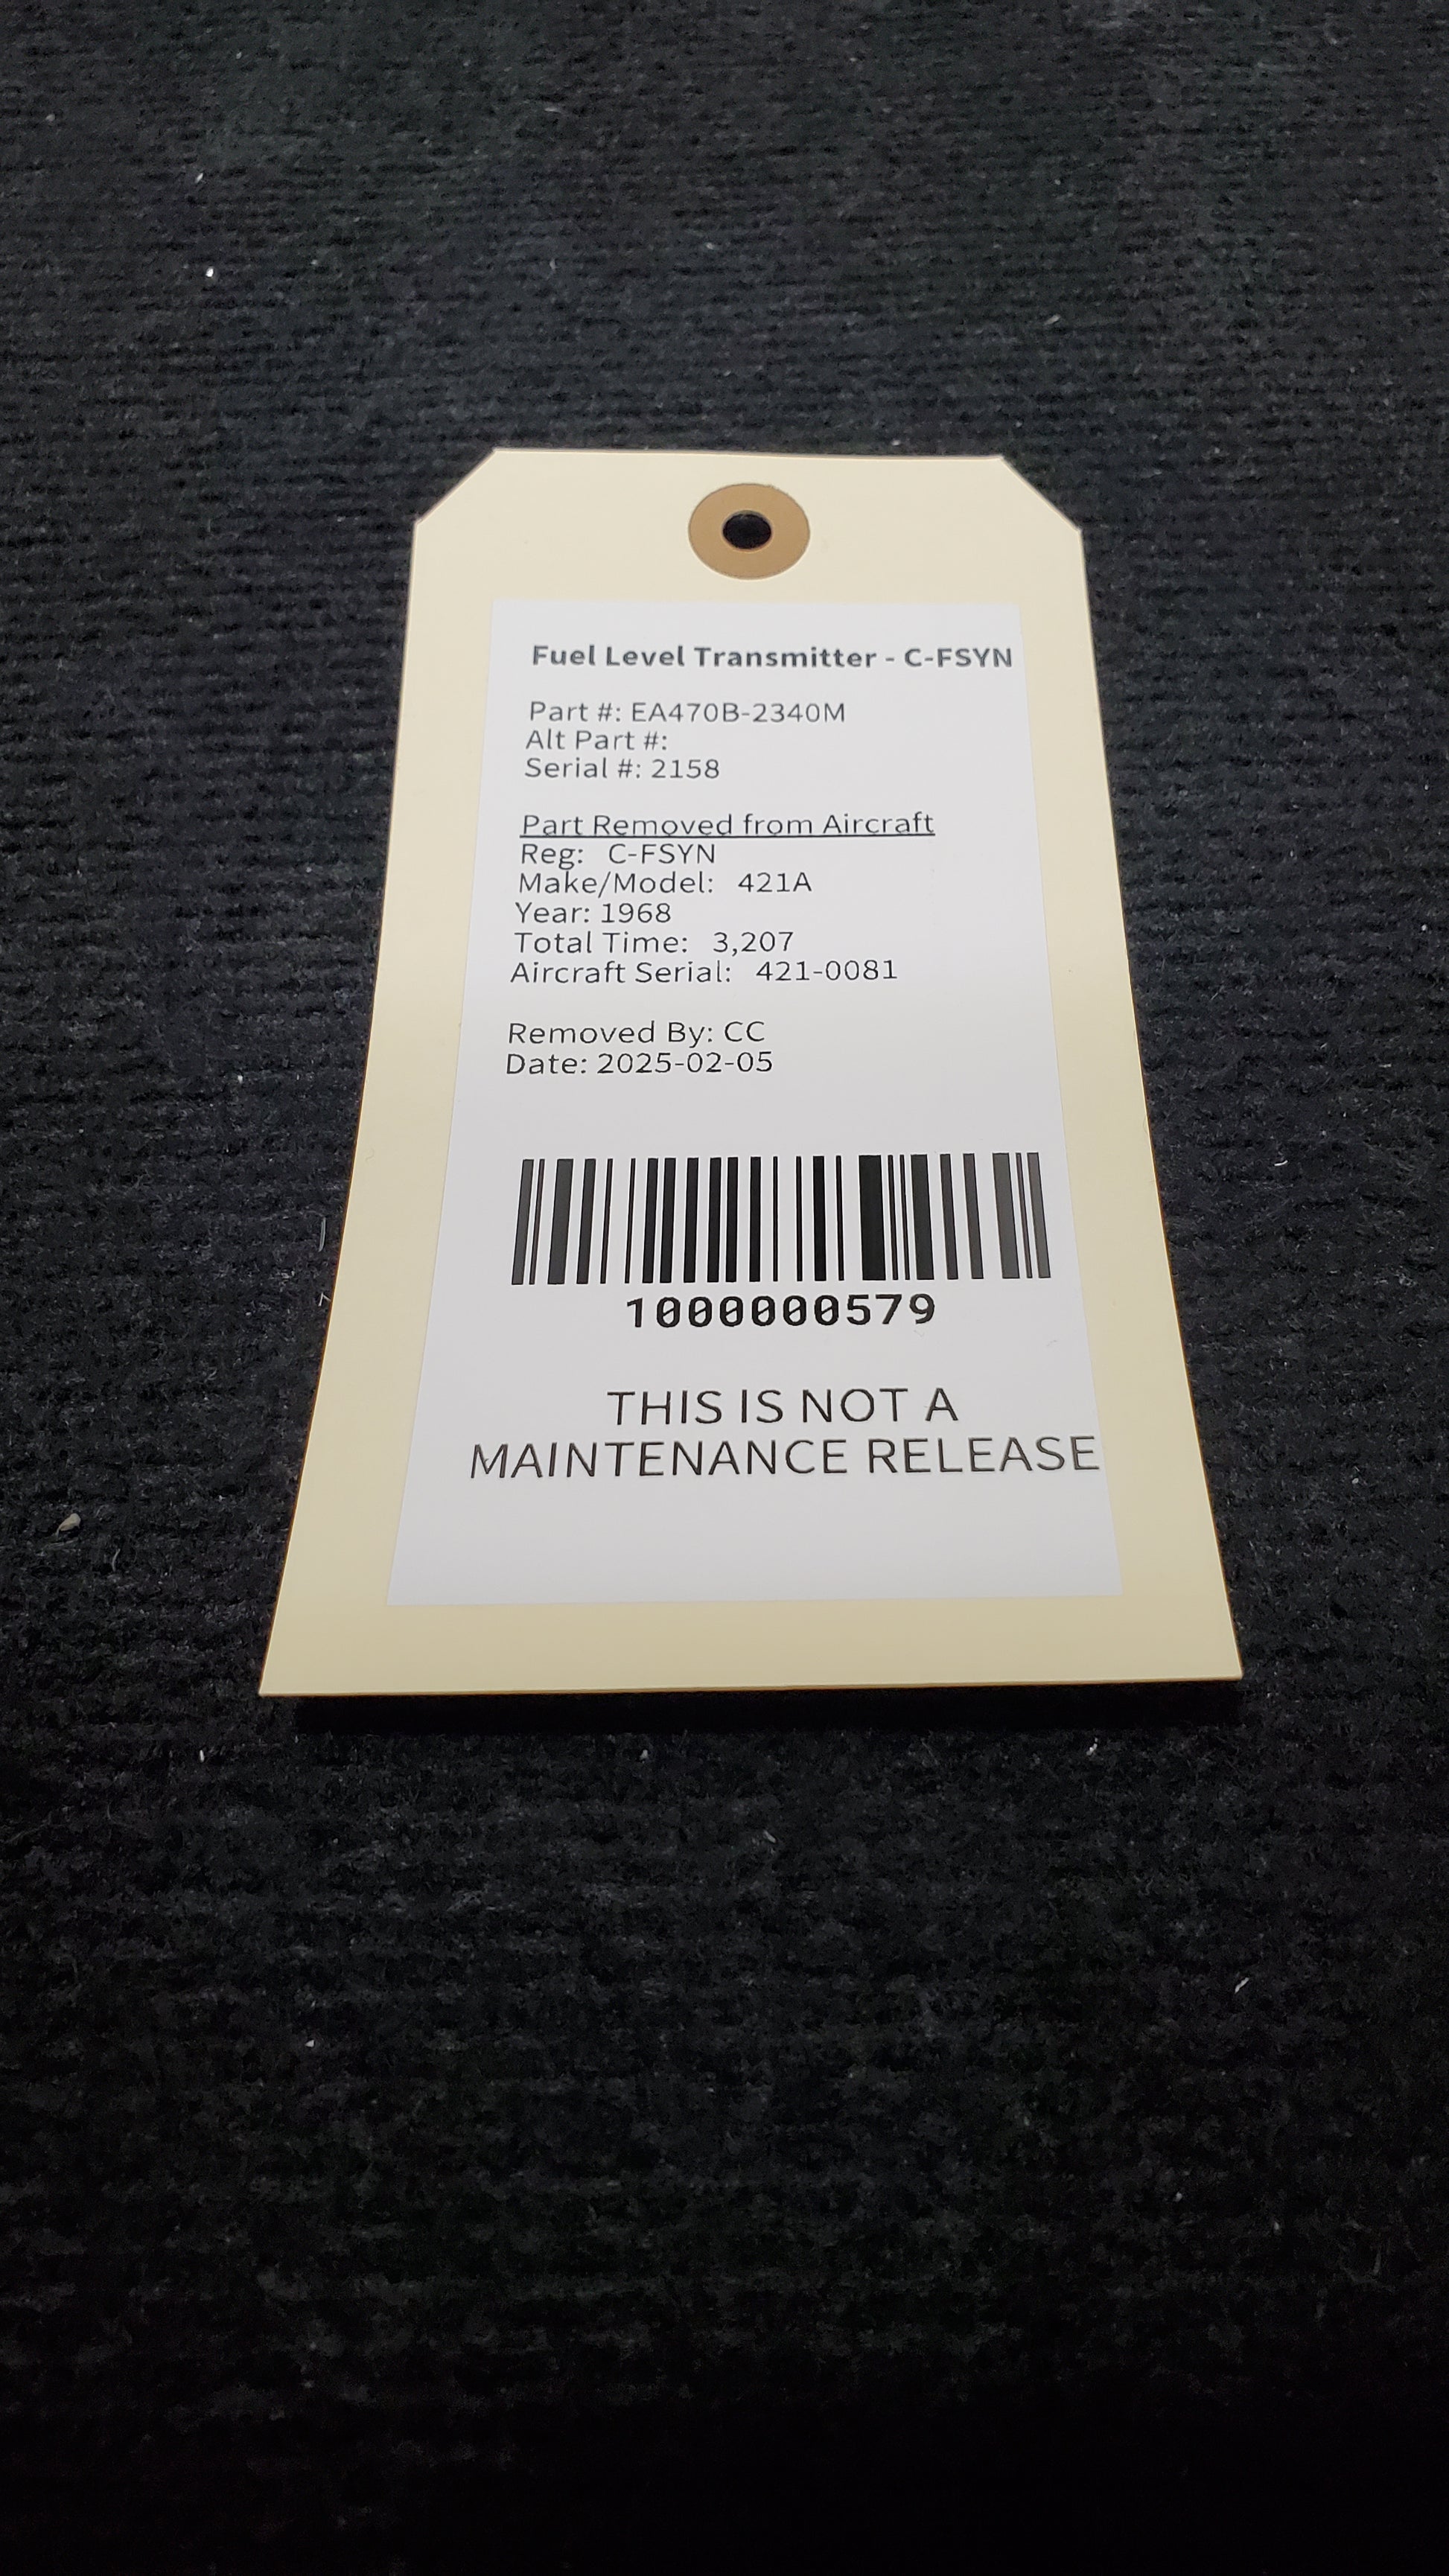 Fuel Level Transmitter - C-FSYN
Part #: EA470B-2340M
Alt Part #:
Serial #: 2158
Part Removed from Aircraft
Reg: C-FSYN
Make/Model: 421A
Year: 1968
Total Time: 3,207
Aircraft Serial: 421-0081
Removed By: CC
Date: 2025-02-05
1000000579
THIS IS NOT A
MAINTENANCE RELEASE